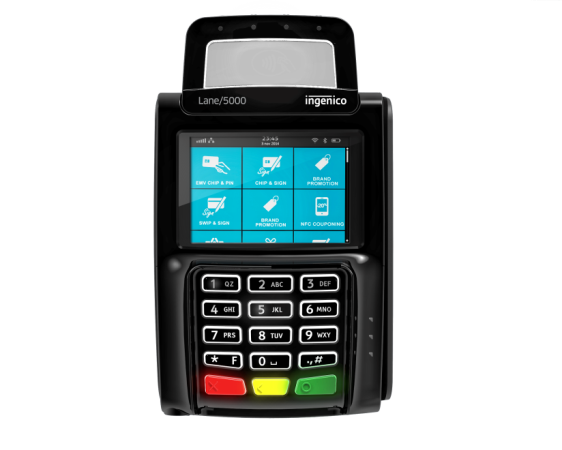 Lane/5000 ingenico
23:45
EMV CHIP & PIN CHIP & SIGN BRAND PROMOTION
SWIP & SIGN BRAND PROMOTION NFC COUPONING
1 QZ 2 ABC 3 DEF
4 GHI 5 JKL 6 MNO
7 PRS 8 TUV 9 WXY
* F 0 .,#